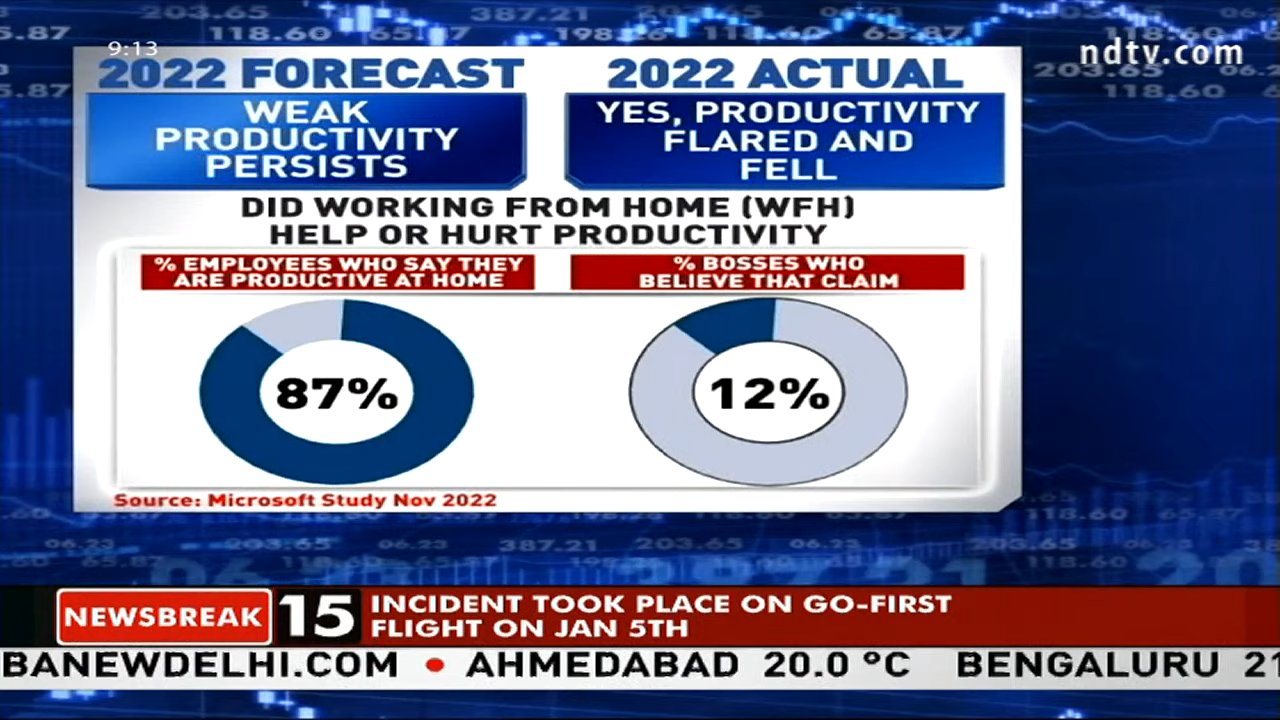 9:13
ndtv.com
2022 FORECAST
WEAK
PRODUCTIVITY
PERSISTS
2022 ACTUAL
YES, PRODUCTIVITY
FLARED AND
FELL
DID WORKING FROM HOME (WFH)
HELP OR HURT PRODUCTIVITY
% EMPLOYEES WHO SAY THEY
ARE PRODUCTIVE AT HOME
87%
% BOSSES WHO
BELIEVE THAT CLAIM
12%
Source: Microsoft Study Nov 2022
NEWSBREAK
15
INCIDENT TOOK PLACE ON GO-FIRST
FLIGHT ON JAN 5TH
BANEWDELHI.COM • AHMEDABAD 20.0 °C BENGALURU 21